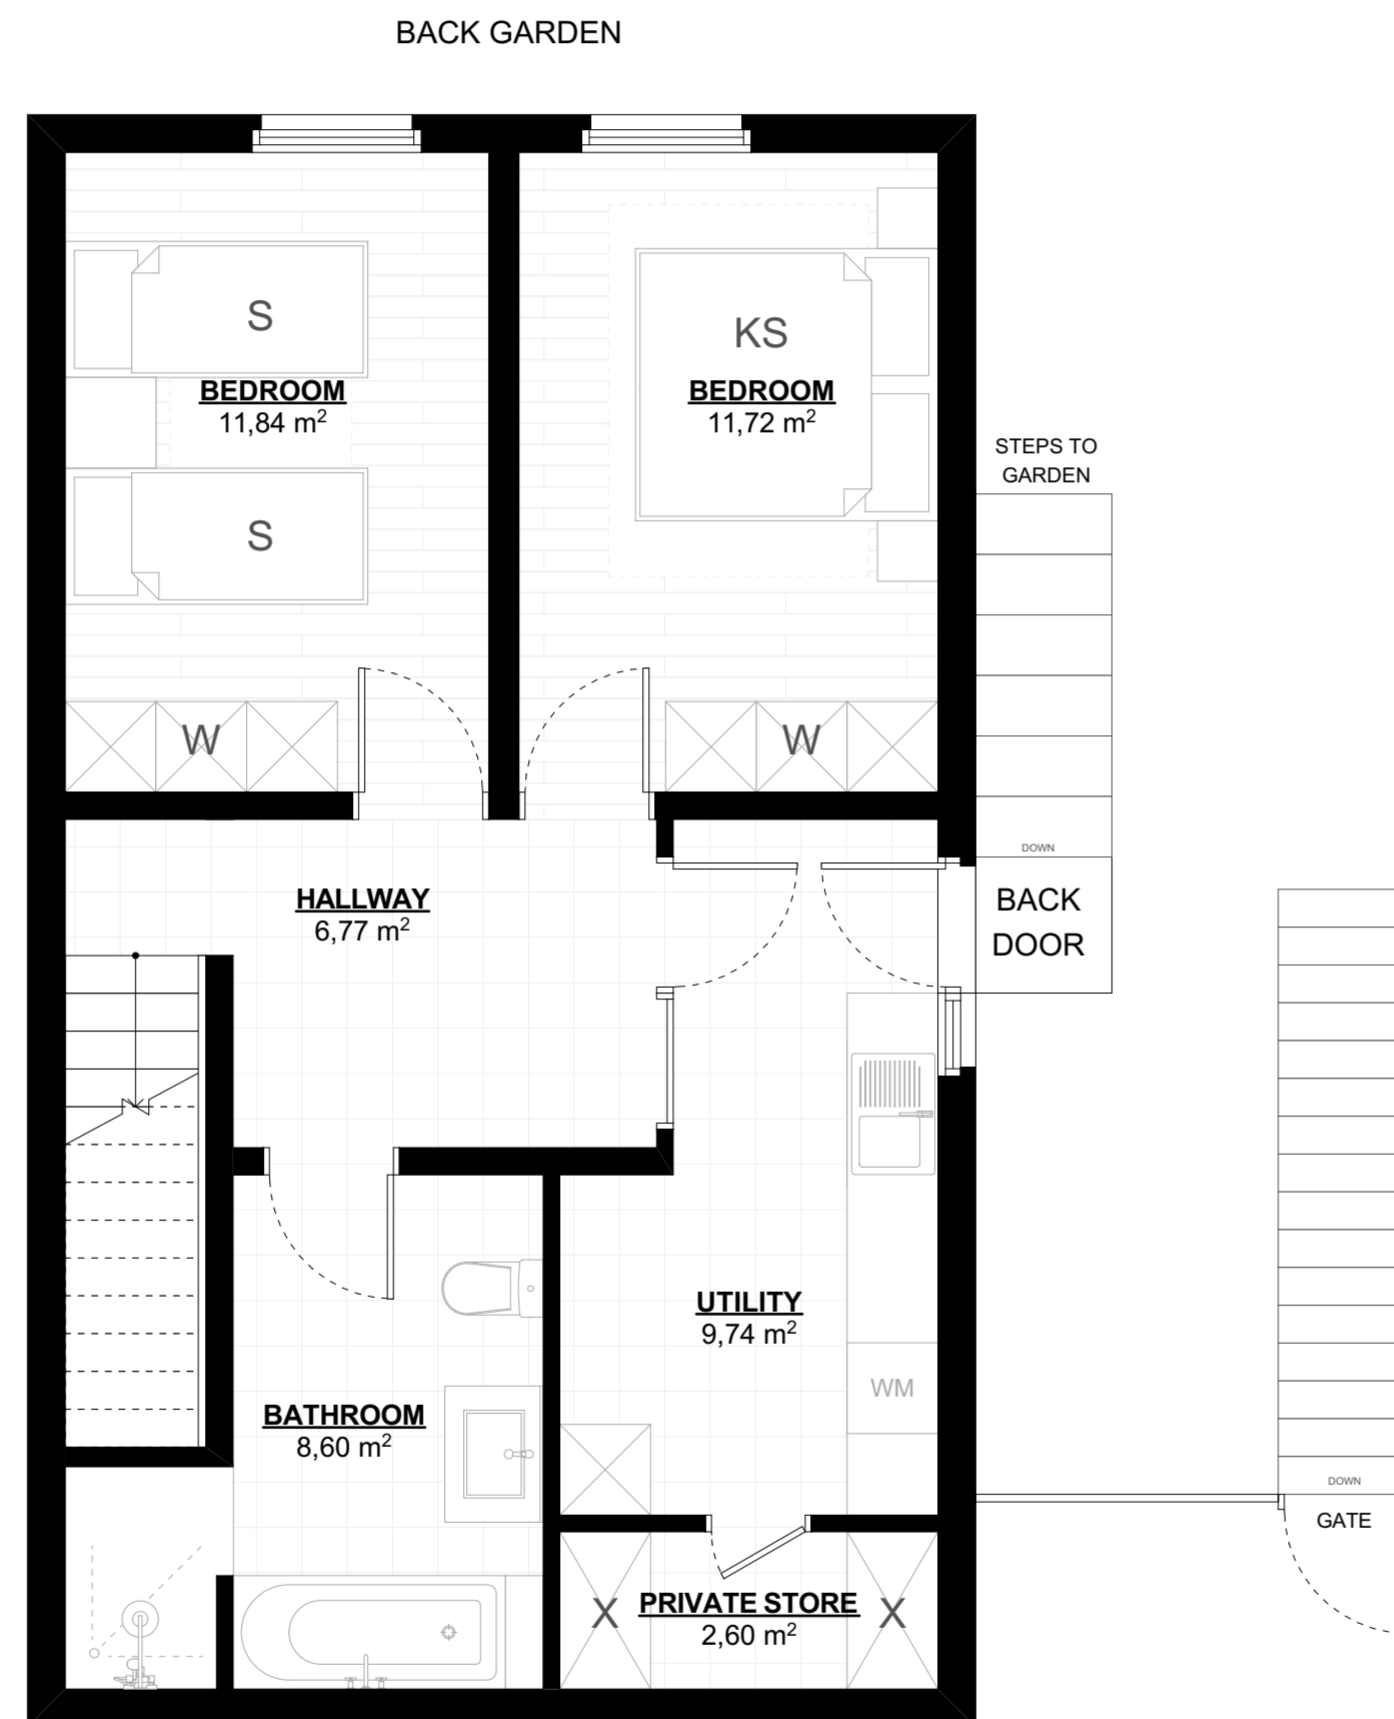 BACK GARDEN
S
KS
BEDROOM
11,84 m²
BEDROOM
11,72 m²
STEPS TO
GARDEN
S
W
W
DOWN
HALLWAY
6,77 m²
BACK
DOOR
UTILITY
9,74 m²
WM
BATHROOM
8,60 m²
DOWN
GATE
X
PRIVATE STORE
2,60 m²
X